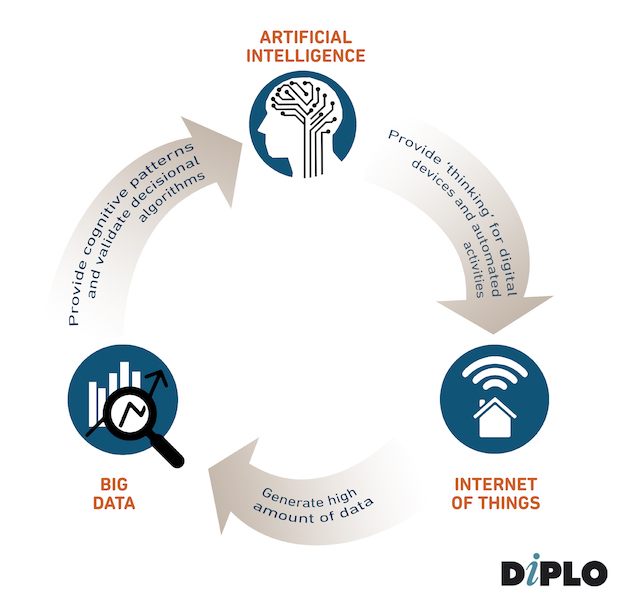 ARTIFICIAL
INTELLIGENCE
Provide 'thinking' for digital
devices and automated
activities
INTERNET
OF THINGS
Generate high
amount of data
BIG
DATA
Provide cognitive patterns
and validate decisional
algorithms
DiPLO